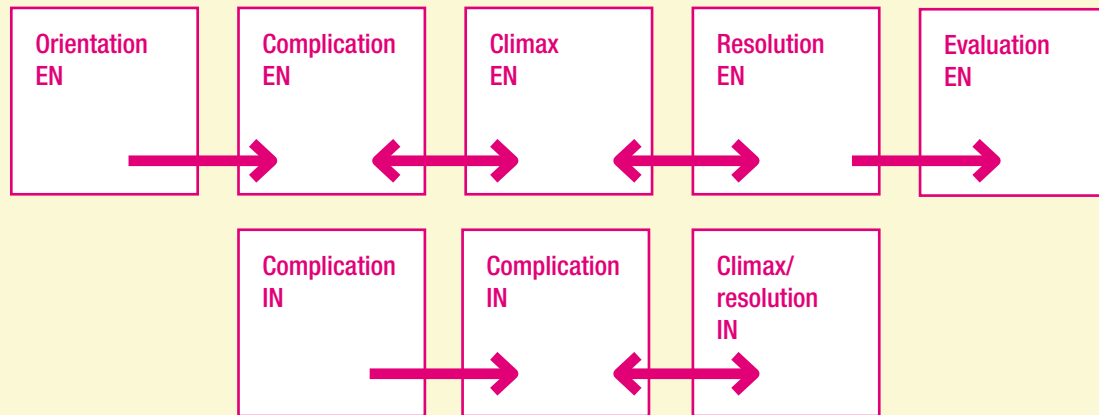 Orientation
EN
Complication
EN
Climax
EN
Resolution
EN
Evaluation
EN
Complication
IN
Complication
IN
Climax/
resolution
IN